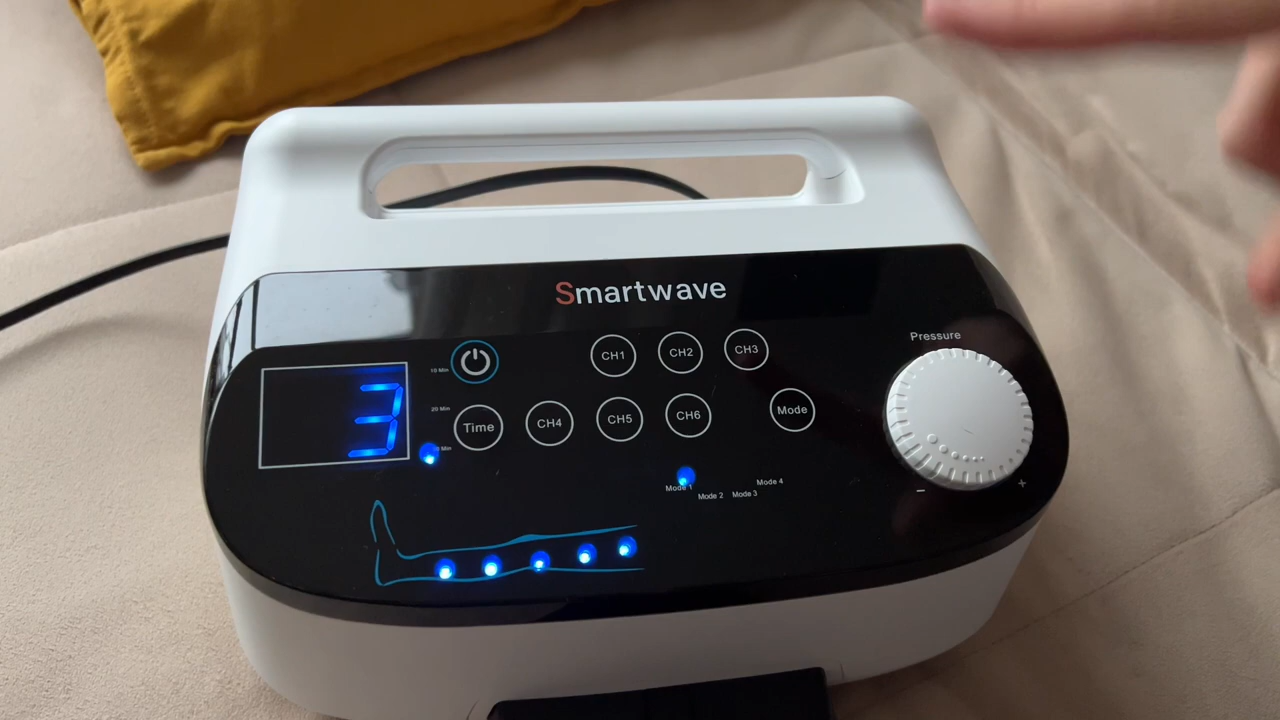 Smartwave
Pressure
CH1 CH2 CH3
10 Min
3
20 Min
Time CH4 CH5 CH6 Mode
Min
Mode 1 Mode 2 Mode 3 Mode 4
− +